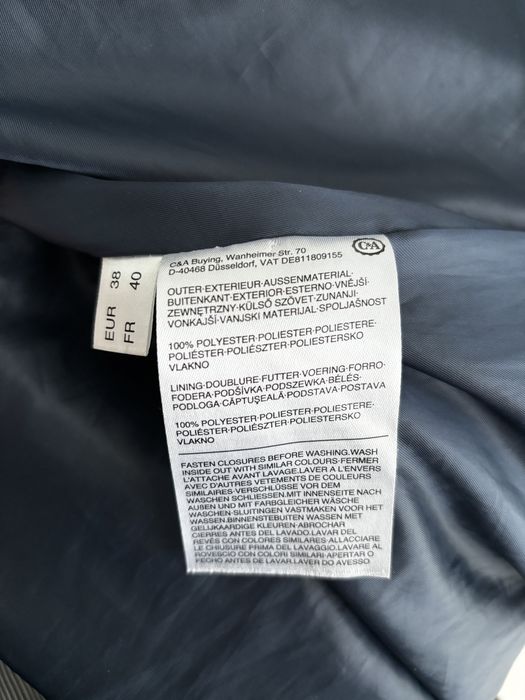 C&A Buying, Wanheimer Str. 70
D-40468 Düsseldorf, VAT DE811809155
C&A
EUR 38
FR 40
OUTER·EXTERIEUR·AUSSENMATERIAL·
BUITENKANT·EXTERIOR·ESTERNO·VNĚJŠÍ·
ZEWNĘTRZNY·KÜLSŐ SZÖVET·ZUNANJI·
VONKAJŠÍ·VANJSKI MATERIJAL·SPOLJAŠNOST
100% POLYESTER·POLIESTER·POLIESTERE·
POLIÉSTER·POLIÉSZTER·POLIESTERSKO
VLAKNO
LINING·DOUBLURE·FUTTER·VOERING·FORRO·
FODERA·PODŠÍVKA·PODSZEWKA·BÉLÉS·
PODLOGA·CĂPTUŞEALĂ·PODSTAVA·POSTAVA
100% POLYESTER·POLIESTER·POLIESTERE·
POLIÉSTER·POLIÉSZTER·POLIESTERSKO
VLAKNO
FASTEN CLOSURES BEFORE WASHING.WASH
INSIDE OUT WITH SIMILAR COLOURS·FERMER
L'ATTACHE AVANT LAVAGE.LAVER A L'ENVERS
AVEC D'AUTRES VETEMENTS DE COULEURS
SIMILAIRES·VERSCHLÜSSE VOR DEM
WASCHEN SCHLIESSEN.MIT INNENSEITE NACH
AUßEN UND MIT FARBGLEICHER WÄSCHE
WASCHEN·SLUITINGEN VASTMAKEN VOOR HET
WASSEN.BINNENSTEBUITEN WASSEN MET
GELIJKAARDIGE KLEUREN·ABROCHAR
CIERRES ANTES DEL LAVADO.LAVAR DEL
REVÉS CON COLORES SIMILARES·ALLACCIARE
LE CHIUSURE PRIMA DEL LAVAGGIO.LAVARE AL
ROVESCIO CON COLORI SIMILARI·APERTAR O
FECHO ANTES DE LAVAR.LAVAR DO AVESSO